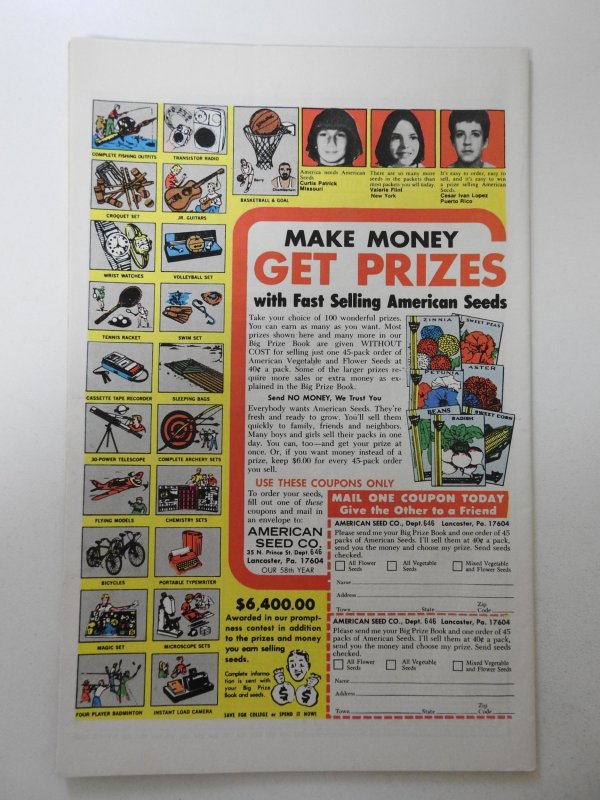 COMPLETE FISHING OUTFITS
TRANSISTOR RADIO
CROQUET SET
JR. GUITARS
WRIST WATCHES
VOLLEYBALL SET
TENNIS RACKET
SWIM SET
CASSETTE TAPE RECORDER
SLEEPING BAGS
30-POWER TELESCOPE
COMPLETE ARCHERY SETS
FLYING MODELS
CHEMISTRY SETS
BICYCLES
PORTABLE TYPEWRITER
MAGIC SET
MICROSCOPE SETS
FOUR PLAYER BADMINTON
INSTANT LOAD CAMERA
Barry
BASKETBALL & GOAL
America needs American
Seeds.
Curtis Patrick
Missouri
There are so many more
seeds in the packets than
most packets you sell today.
Valerie Flint
New York
It's easy to order, easy to
sell, and it's easy to win
a prize selling American
Seeds.
Cesar Ivan Lopez
Puerto Rico
MAKE MONEY
GET PRIZES
with Fast Selling American Seeds
Take your choice of 100 wonderful prizes.
You can earn as many as you want. Most
prizes shown here and many more in our
Big Prize Book are given WITHOUT
COST for selling just one 45-pack order of
American Vegetable and Flower Seeds at
40¢ a pack. Some of the larger prizes re-
quire more sales or extra money as ex-
plained in the Big Prize Book.
Send NO MONEY, We Trust You
Everybody wants American Seeds. They're
fresh and ready to grow. You'll sell them
quickly to family, friends and neighbors.
Many boys and girls sell their packs in one
day. You can, too—and get your prize at
once. Or, if you want money instead of a
prize, keep $6.00 for every 45-pack order
you sell.
ZINNIA
SWEET PEAS
PETUNIA
ASTER
BEANS
RADISH
SWEET CORN
USE THESE COUPONS ONLY
To order your seeds,
fill out one of these
coupons and mail in
an envelope to:
AMERICAN
SEED CO.
35 N. Prince St. Dept. 646
Lancaster, Pa. 17604
OUR 58th YEAR
$6,400.00
Awarded in our prompt-
ness contest in addition
to the prizes and money
you earn selling
seeds.
Complete informa-
tion is sent with
your Big Prize
Book and seeds.
SAVE FOR COLLEGE or SPEND IT NOW!
MAIL ONE COUPON TODAY
Give the Other to a Friend
AMERICAN SEED CO., Dept. 646 Lancaster, Pa. 17604
Please send me your Big Prize Book and one order of 45
packs of American Seeds. I'll sell them at 40¢ a pack,
send you the money and choose my prize. Send seeds
checked.
All Flower
Seeds
All Vegetable
Seeds
Mixed Vegetable
and Flower Seeds
Name
Address
Town State Zip Code
AMERICAN SEED CO., Dept. 646 Lancaster, Pa. 17604
Please send me your Big Prize Book and one order of 45
packs of American Seeds. I'll sell them at 40¢ a pack,
send you the money and choose my prize. Send seeds
checked.
All Flower
Seeds
All Vegetable
Seeds
Mixed Vegetable
and Flower Seeds
Name
Address
Town State Zip Code